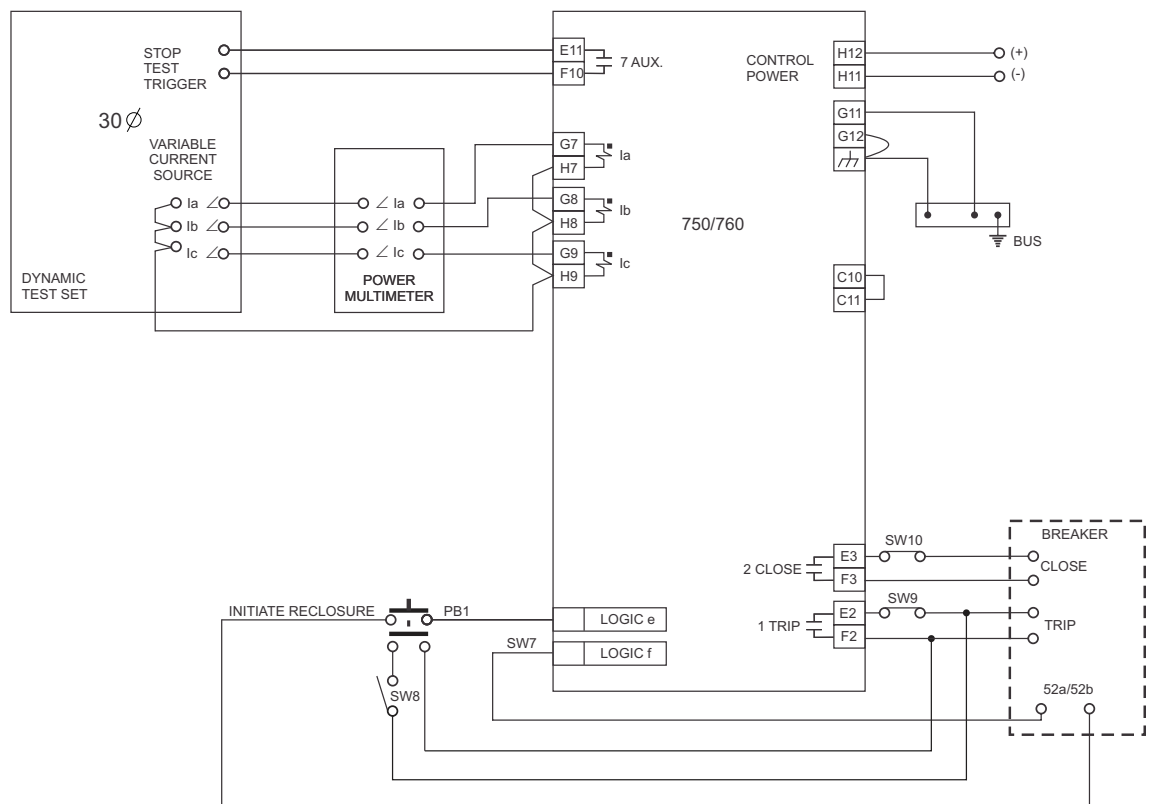 STOP
TEST
TRIGGER
30Ø
VARIABLE
CURRENT
SOURCE
Ia
Ib
Ic
DYNAMIC
TEST SET
Ia
Ib
Ic
POWER
MULTIMETER
E11
F10
7 AUX.
G7
H7
Ia
G8
H8
Ib
G9
H9
Ic
750/760
CONTROL
POWER
H12
H11
(+)
(-)
G11
G12
BUS
C10
C11
BREAKER
2 CLOSE
E3
F3
SW10
CLOSE
1 TRIP
E2
F2
SW9
TRIP
52a/52b
INITIATE RECLOSURE
PB1
LOGIC e
SW7
LOGIC f
SW8